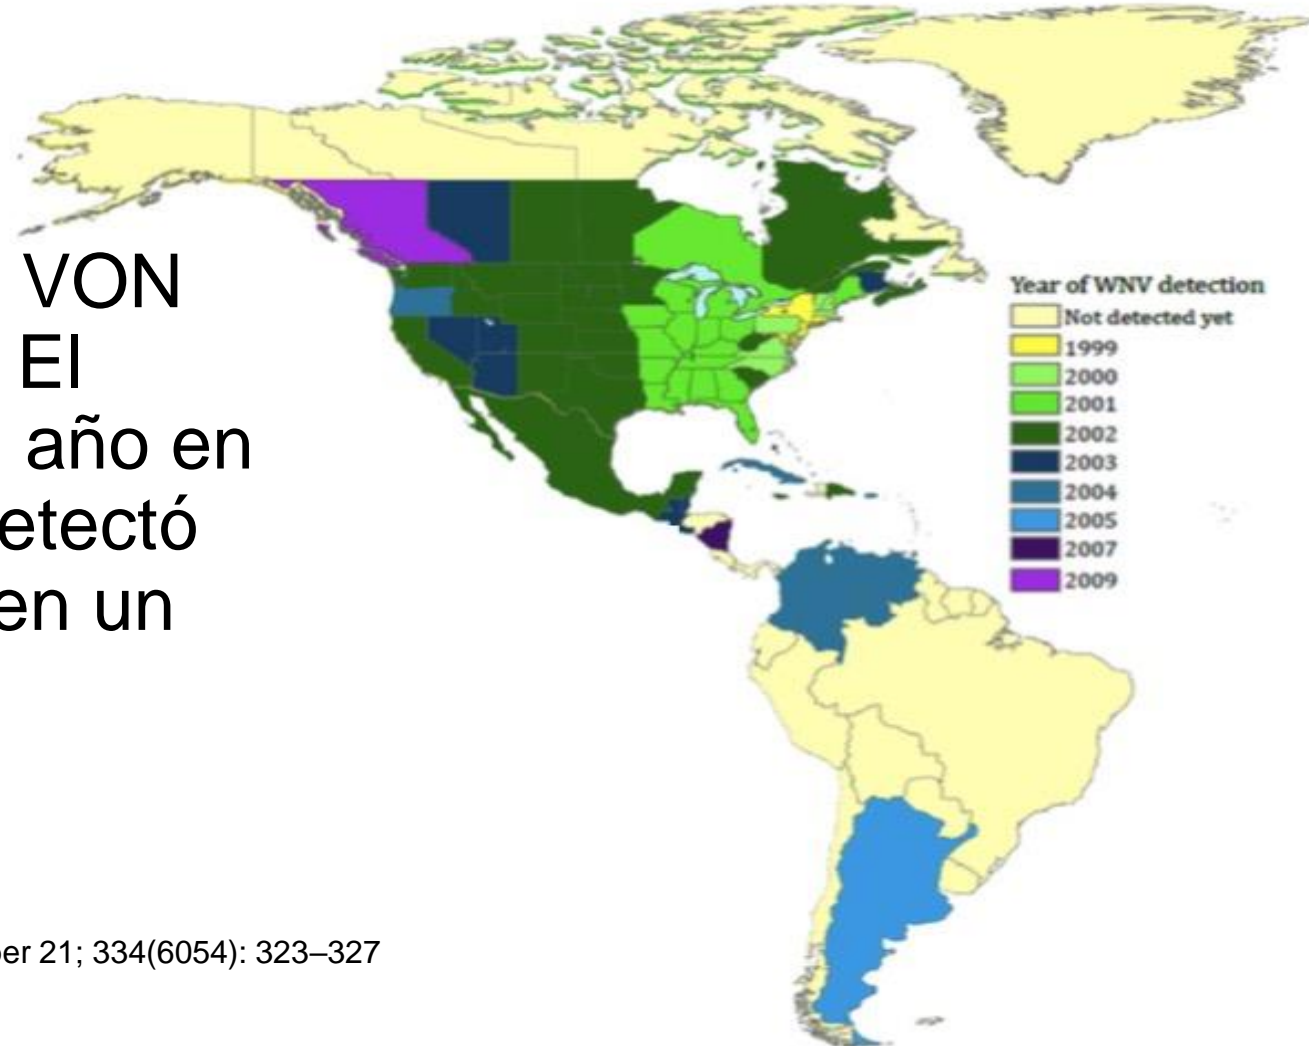 VON
El
año en
etectó
en un
Year of WNV detection
Not detected yet
1999
2000
2001
2002
2003
2004
2005
2007
2009
er 21; 334(6054): 323–327